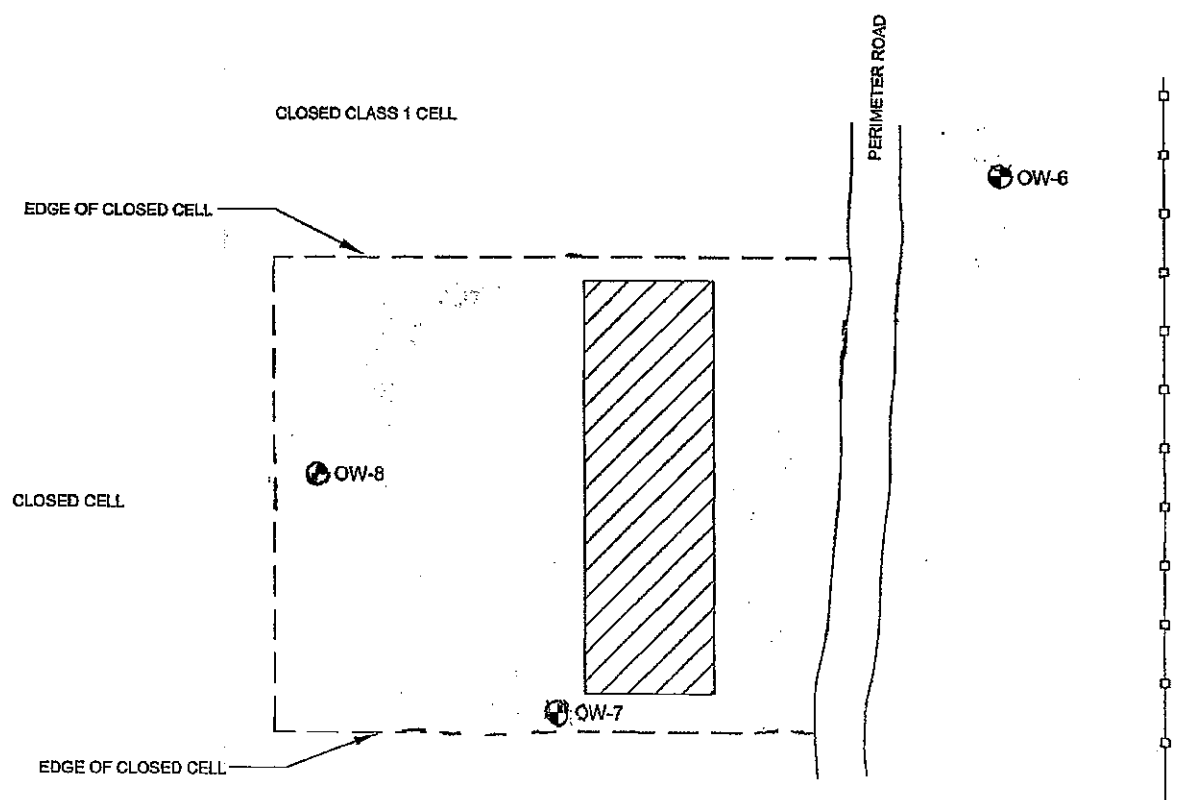 PERIMETER ROAD
CLOSED CLASS 1 CELL
OW-6
EDGE OF CLOSED CELL
OW-8
CLOSED CELL
OW-7
EDGE OF CLOSED CELL